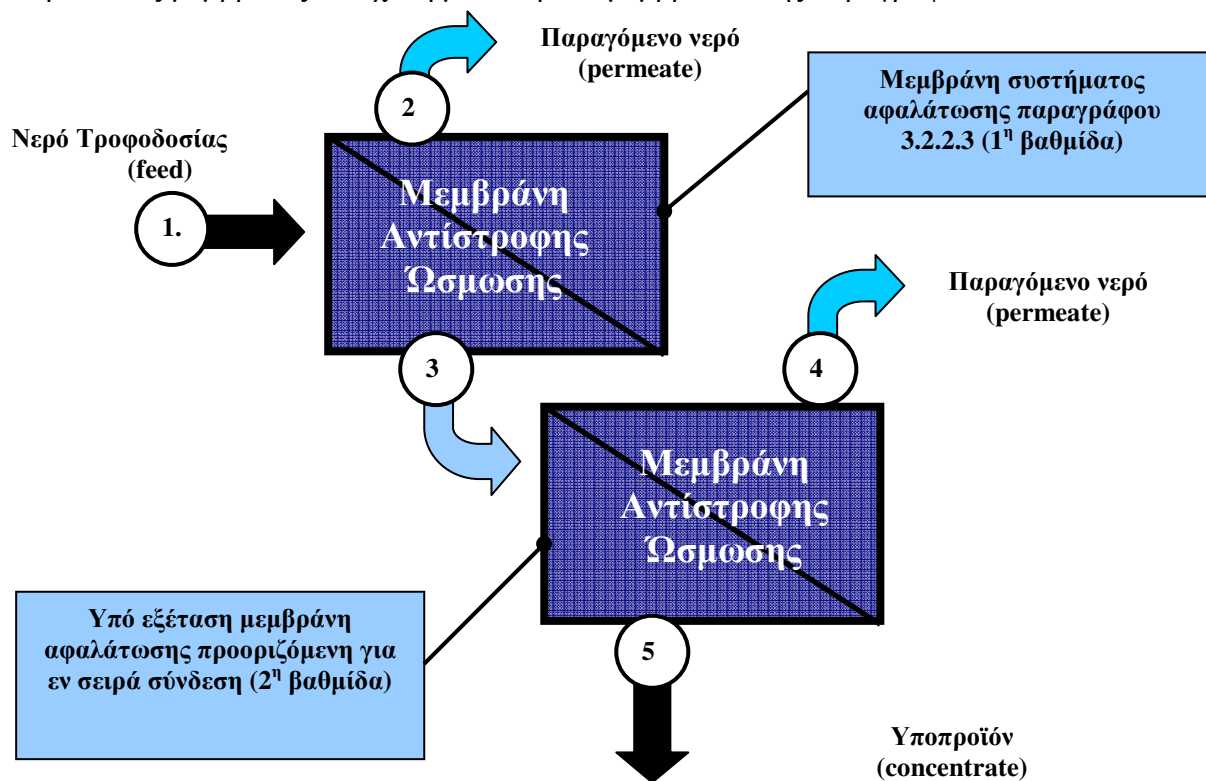 Παραγόμενο νερό
(permeate)
2
Μεμβράνη συστήματος
αφαλάτωσης παραγράφου
3.2.2.3 (1η βαθμίδα)
Νερό Τροφοδοσίας
(feed)
1.
Μεμβράνη
Αντίστροφης
Ώσμωσης
Παραγόμενο νερό
(permeate)
3
4
Μεμβράνη
Αντίστροφης
Ώσμωσης
Υπό εξέταση μεμβράνη
αφαλάτωσης προοριζόμενη για
εν σειρά σύνδεση (2η βαθμίδα)
5
Υποπροϊόν
(concentrate)